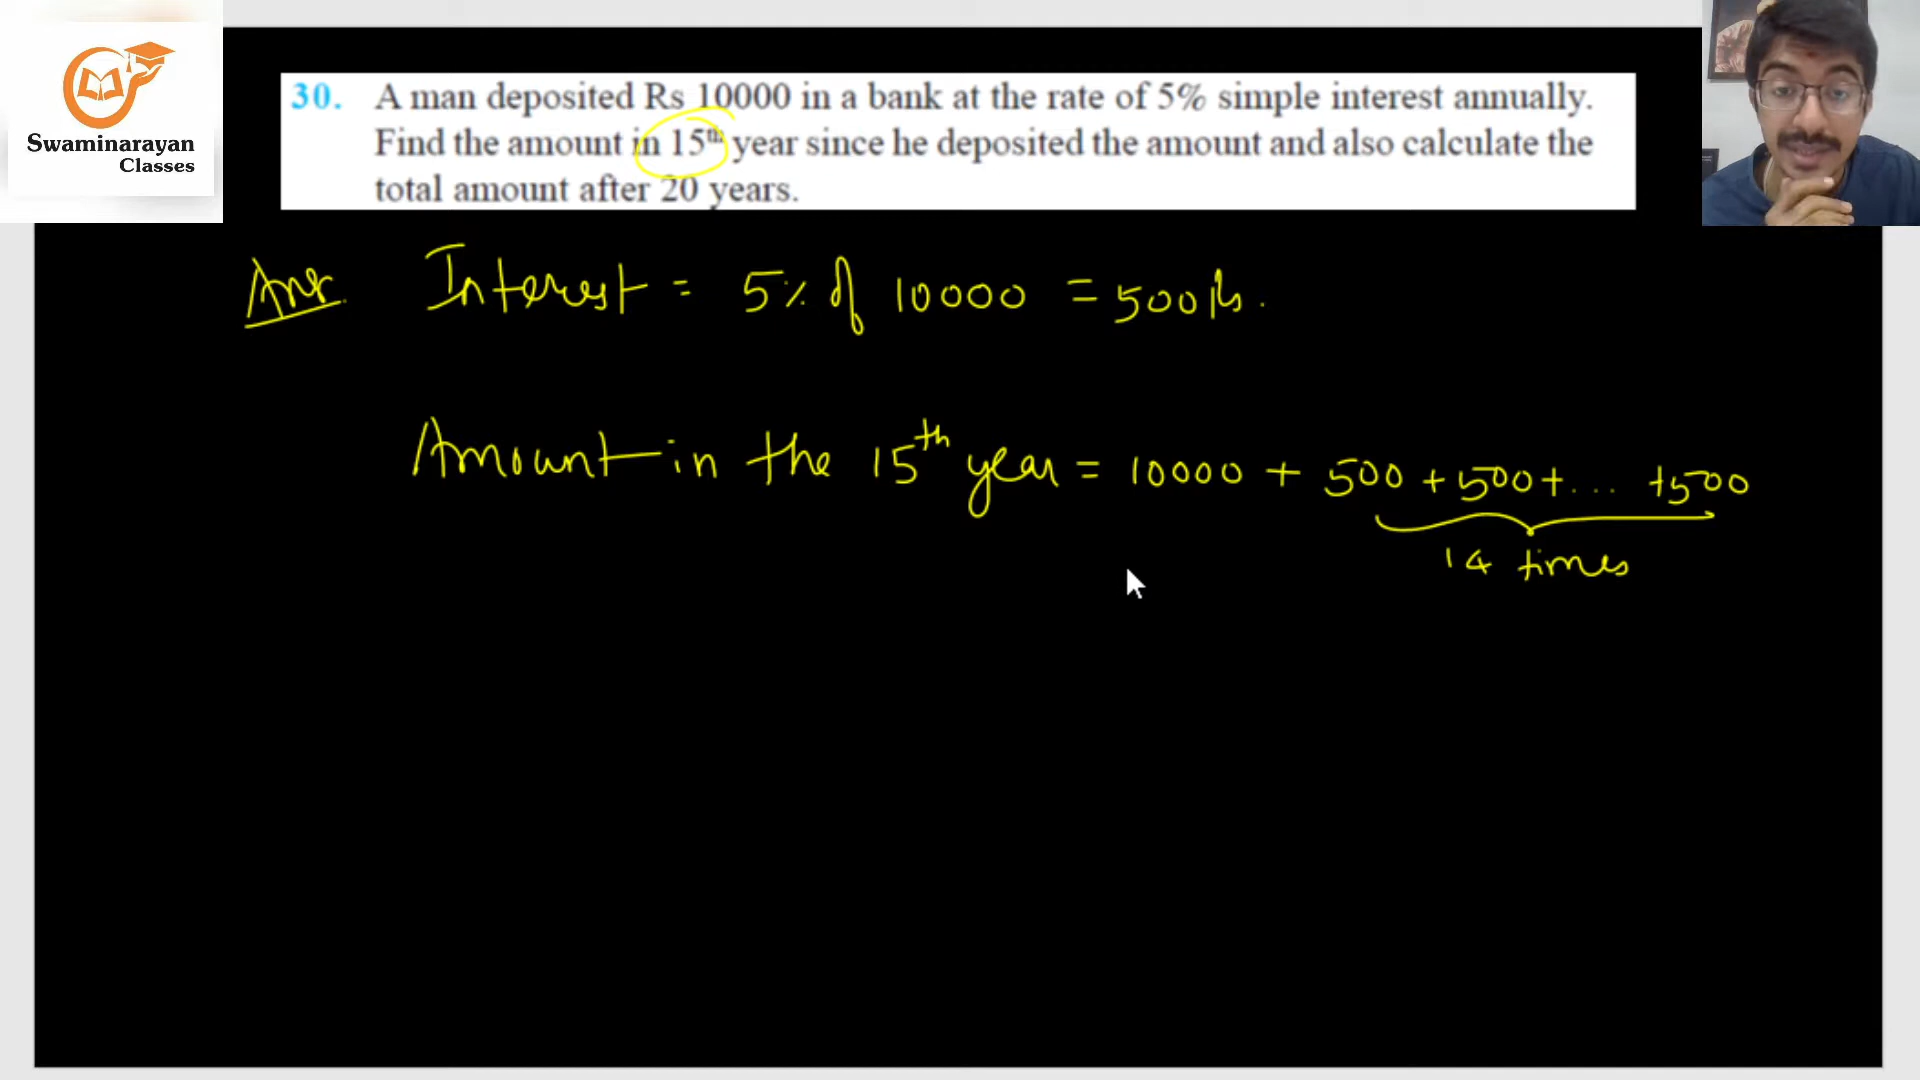 Swaminarayan
Classes
30. A man deposited Rs 10000 in a bank at the rate of 5% simple interest annually.
Find the amount in 15th year since he deposited the amount and also calculate the
total amount after 20 years.
Ans. Interest = 5% of 10000 = 500 Rs.
Amount in the 15th year = 10000 + 500 + 500 + ... + 500
14 times